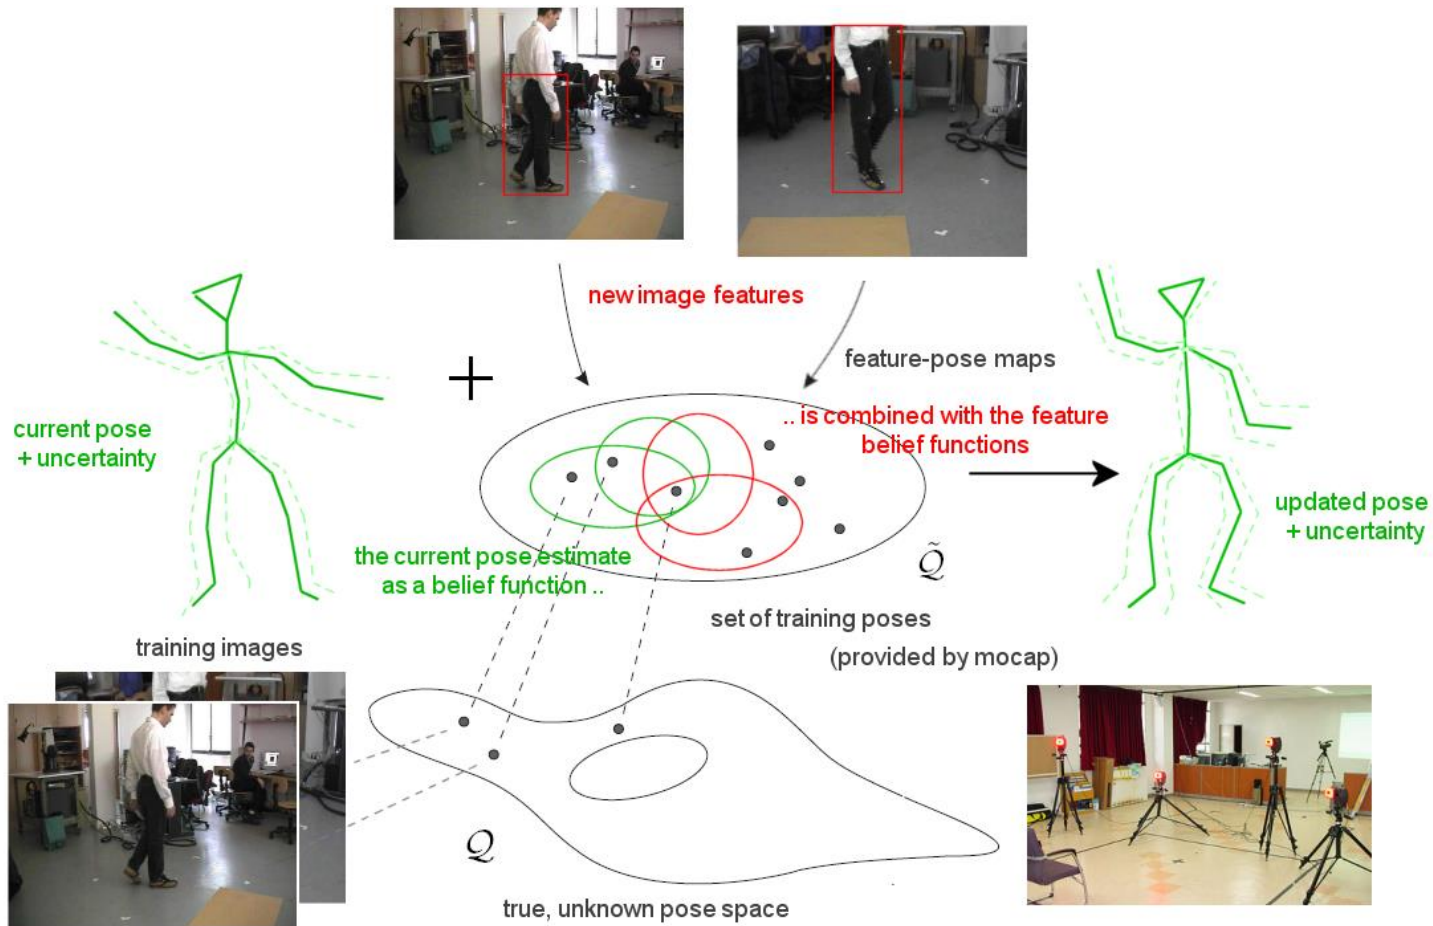 new image features
feature-pose maps
.. is combined with the feature
belief functions
current pose
+ uncertainty
updated pose
+ uncertainty
the current pose estimate
as a belief function ..
𝒬̃
set of training poses
(provided by mocap)
training images
𝒬
true, unknown pose space